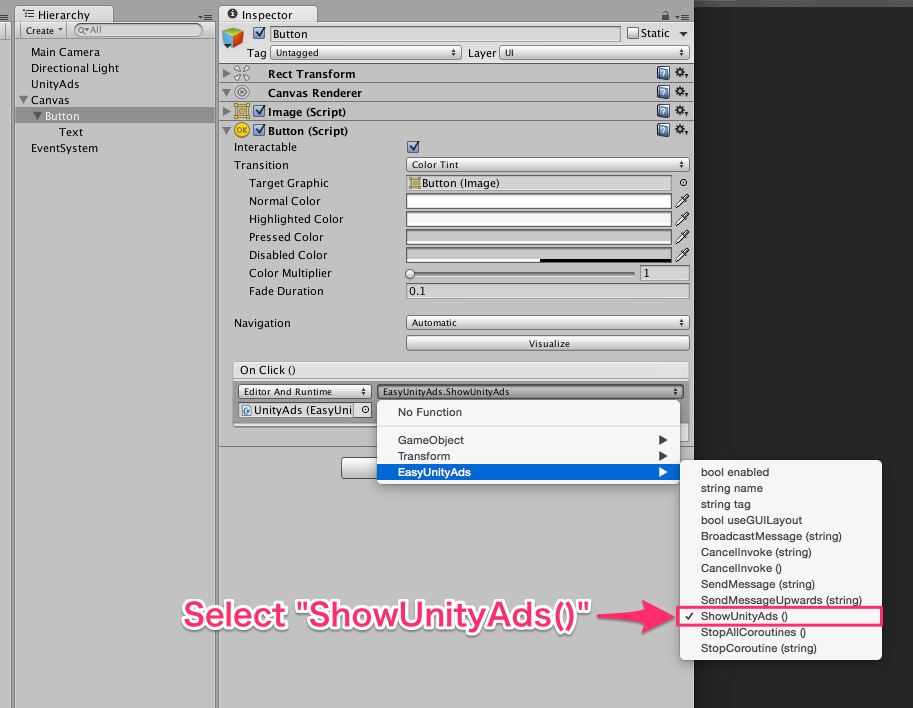 Hierarchy
Create
All
Main Camera
Directional Light
UnityAds
Canvas
Button
Text
EventSystem
Inspector
Button
Static
Tag
Untagged
Layer
UI
Rect Transform
Canvas Renderer
Image (Script)
OK
Button (Script)
Interactable
Transition
Color Tint
Target Graphic
Button (Image)
Normal Color
Highlighted Color
Pressed Color
Disabled Color
Color Multiplier
1
Fade Duration
0.1
Navigation
Automatic
Visualize
On Click ()
Editor And Runtime
EasyUnityAds.ShowUnityAds
UnityAds (EasyUni
No Function
GameObject
Transform
EasyUnityAds
bool enabled
string name
string tag
bool useGUILayout
BroadcastMessage (string)
CancelInvoke (string)
CancelInvoke ()
SendMessage (string)
SendMessageUpwards (string)
ShowUnityAds ()
StopAllCoroutines ()
StopCoroutine (string)
Select "ShowUnityAds()"